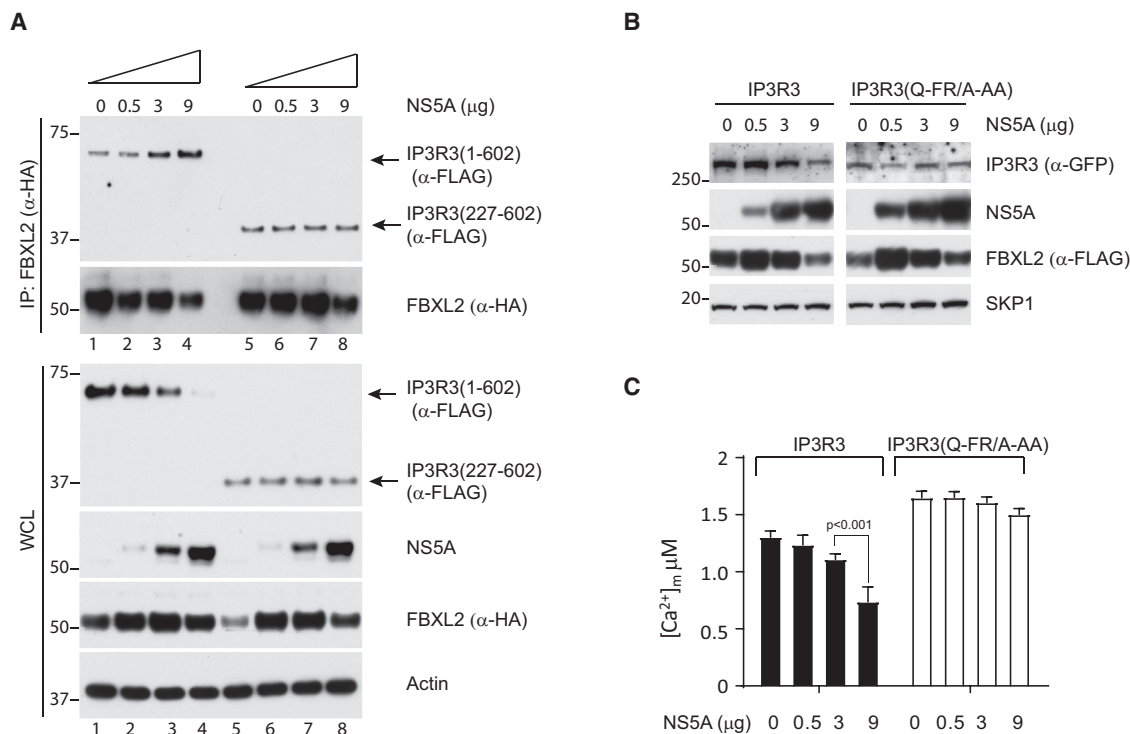 A
0 0.5 3 9 0 0.5 3 9 NS5A (µg)
IP: FBXL2 (α-HA)
75
IP3R3(1-602)
(α-FLAG)
IP3R3(227-602)
(α-FLAG)
37
50
FBXL2 (α-HA)
1 2 3 4 5 6 7 8
WCL
75
IP3R3(1-602)
(α-FLAG)
IP3R3(227-602)
(α-FLAG)
37
NS5A
50
FBXL2 (α-HA)
50
Actin
37
1 2 3 4 5 6 7 8
B
IP3R3 IP3R3(Q-FR/A-AA)
0 0.5 3 9 0 0.5 3 9 NS5A (µg)
IP3R3 (α-GFP)
250
NS5A
50
FBXL2 (α-FLAG)
50
20
SKP1
C
IP3R3 IP3R3(Q-FR/A-AA)
2
1.5
p<0.001
1.0
0.5
0
[Ca2+]m µM
NS5A (µg) 0 0.5 3 9 0 0.5 3 9